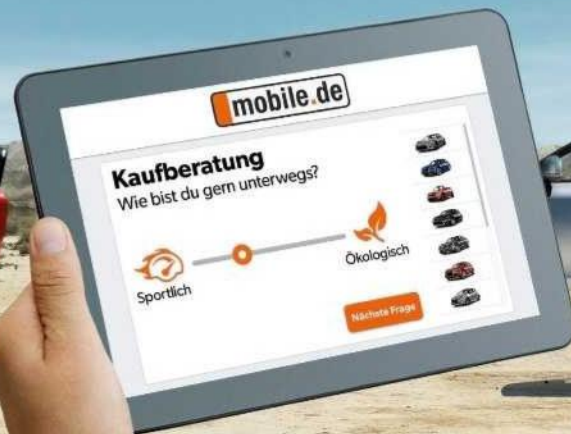 mobile.de
Kaufberatung
Wie bist du gern unterwegs?
Sportlich
Ökologisch
Nächste Frage